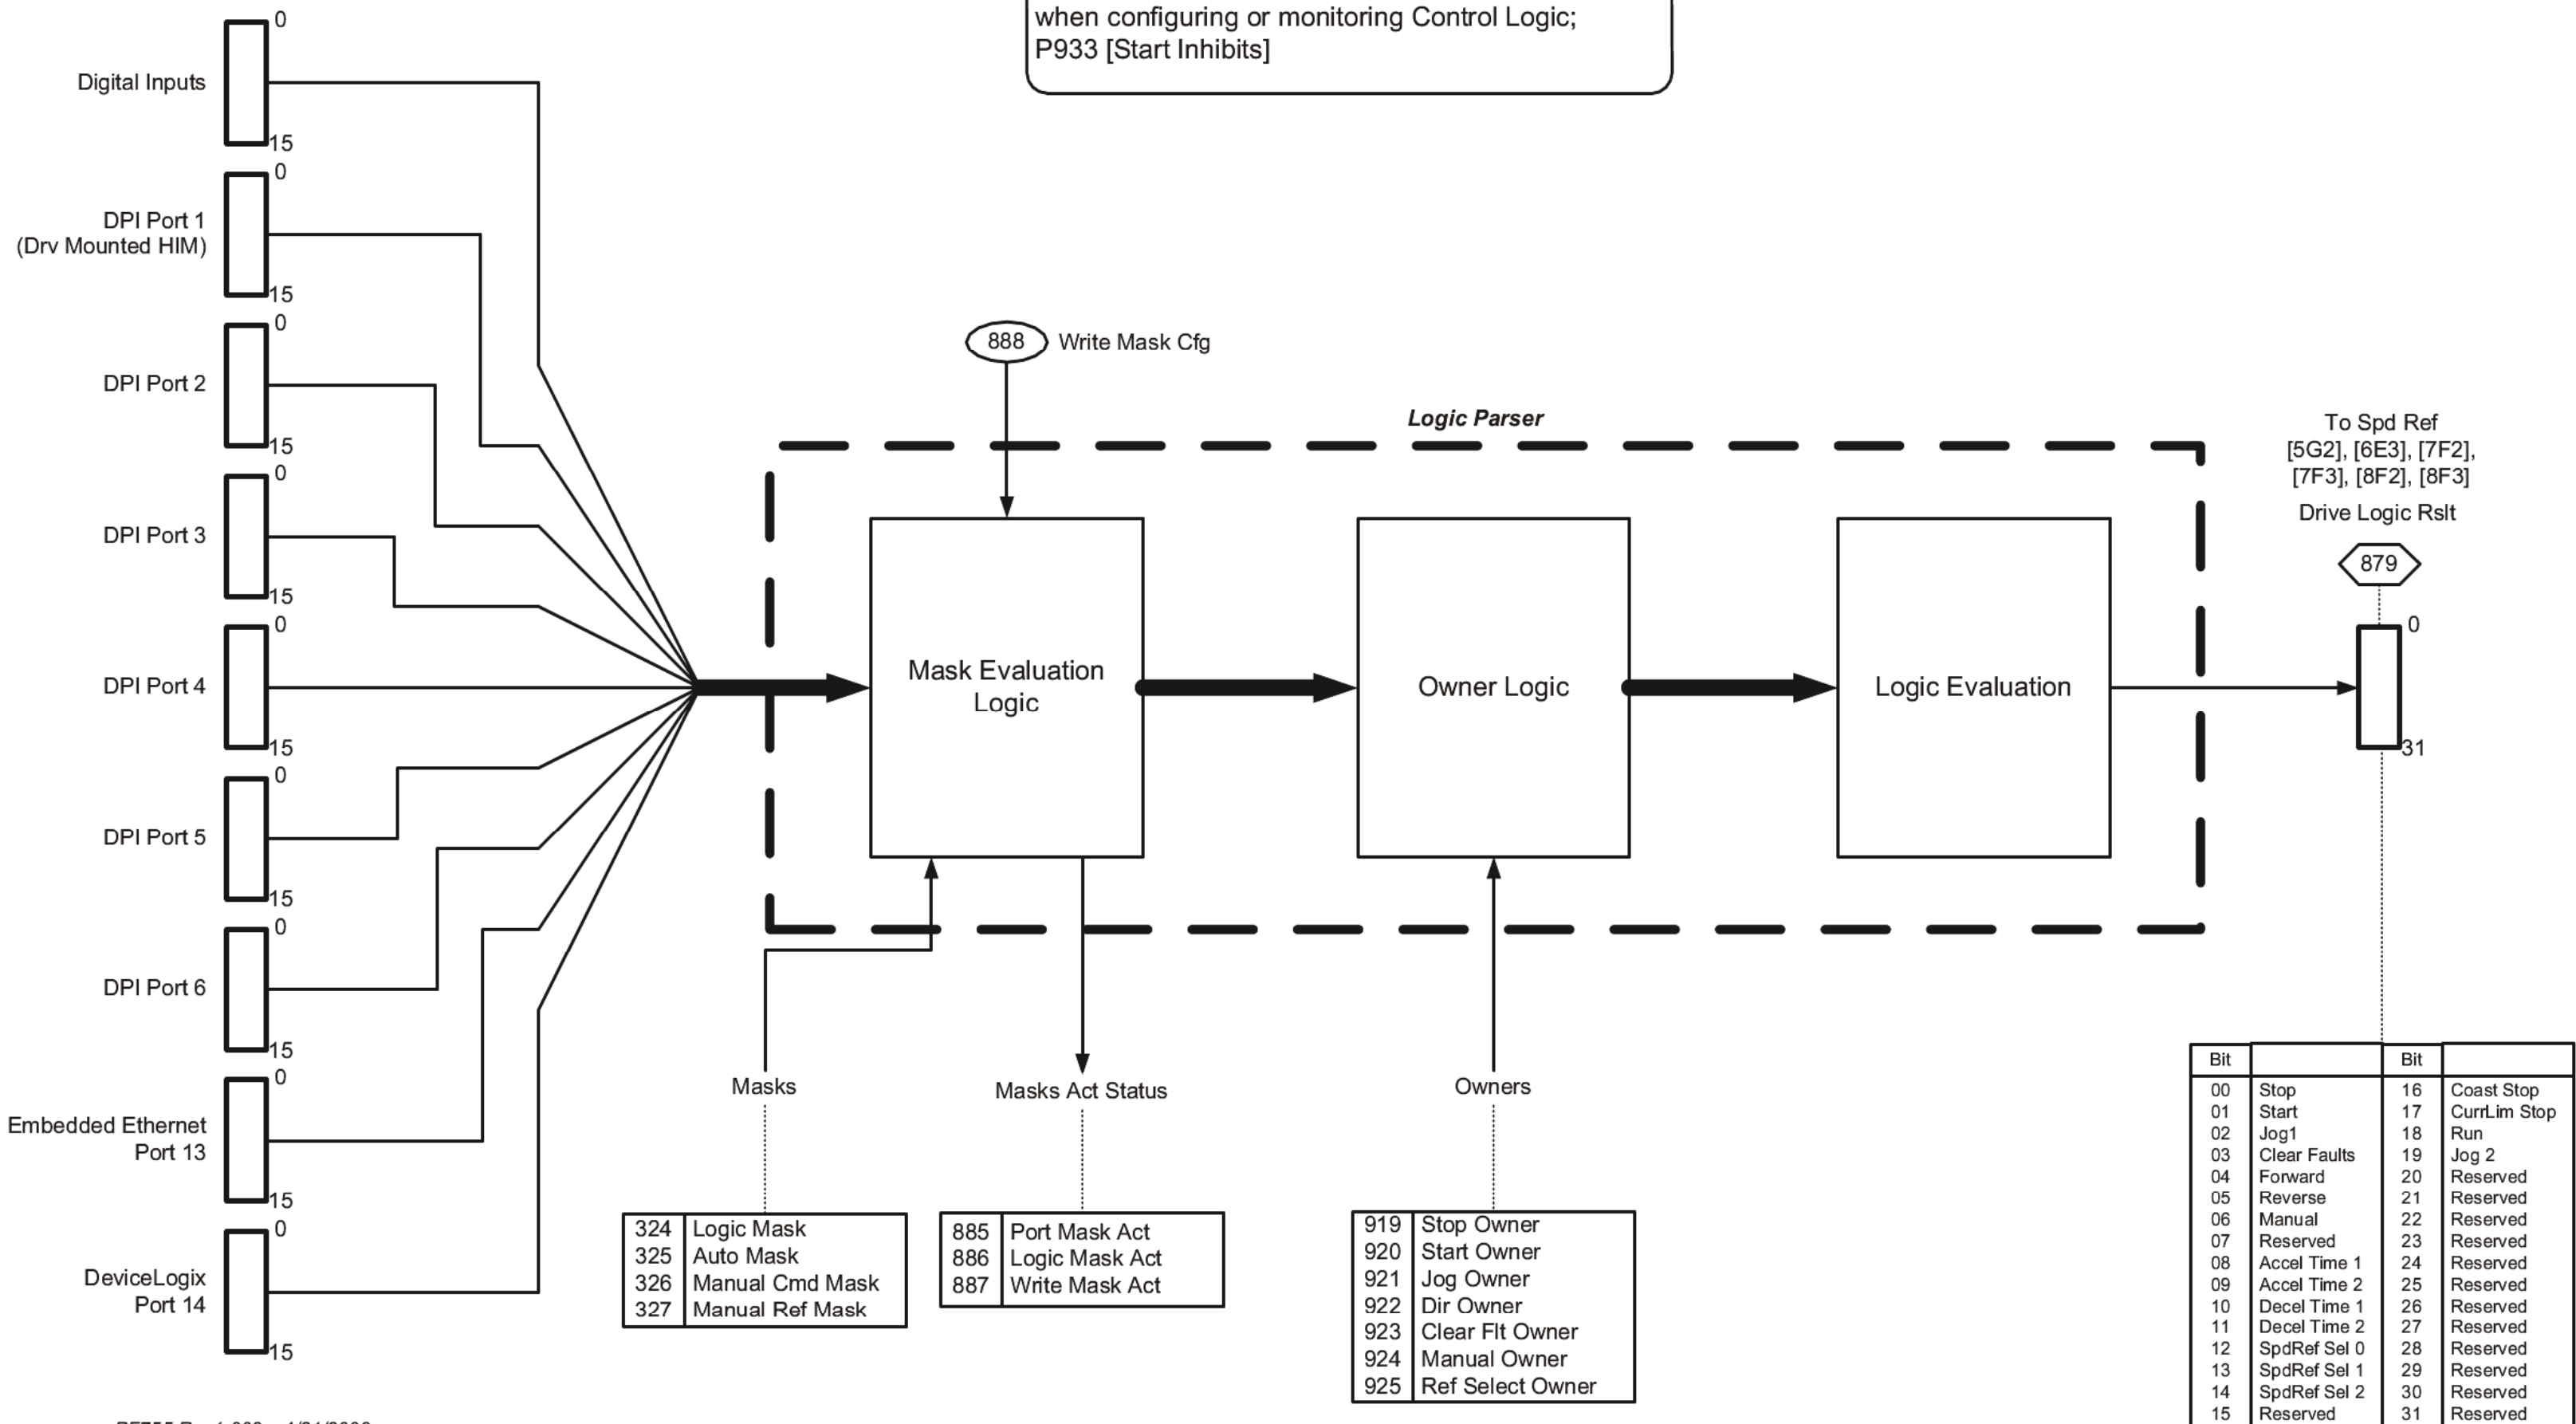 when configuring or monitoring Control Logic;
P933 [Start Inhibits]
0
Digital Inputs
15
0
DPI Port 1
(Drv Mounted HIM)
15
0
DPI Port 2
15
0
DPI Port 3
15
0
DPI Port 4
15
0
DPI Port 5
15
0
DPI Port 6
15
0
Embedded Ethernet
Port 13
15
0
DeviceLogix
Port 14
15
888 Write Mask Cfg
Logic Parser
Mask Evaluation
Logic
Owner Logic
Logic Evaluation
To Spd Ref
[5G2], [6E3], [7F2],
[7F3], [8F2], [8F3]
Drive Logic Rslt
879
0
31
Masks
324 Logic Mask
325 Auto Mask
326 Manual Cmd Mask
327 Manual Ref Mask
Masks Act Status
885 Port Mask Act
886 Logic Mask Act
887 Write Mask Act
Owners
919 Stop Owner
920 Start Owner
921 Jog Owner
922 Dir Owner
923 Clear Flt Owner
924 Manual Owner
925 Ref Select Owner
Bit Bit
00 Stop 16 Coast Stop
01 Start 17 CurrLim Stop
02 Jog1 18 Run
03 Clear Faults 19 Jog 2
04 Forward 20 Reserved
05 Reverse 21 Reserved
06 Manual 22 Reserved
07 Reserved 23 Reserved
08 Accel Time 1 24 Reserved
09 Accel Time 2 25 Reserved
10 Decel Time 1 26 Reserved
11 Decel Time 2 27 Reserved
12 SpdRef Sel 0 28 Reserved
13 SpdRef Sel 1 29 Reserved
14 SpdRef Sel 2 30 Reserved
15 Reserved 31 Reserved